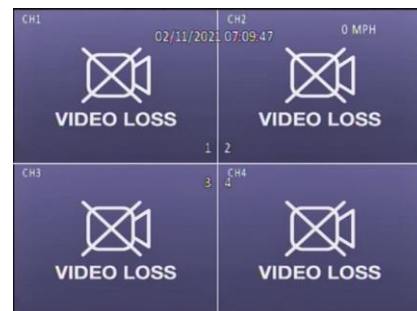 CH1
CH2
02/11/2021 07:09:47
0 MPH
VIDEO LOSS
VIDEO LOSS
1
2
CH3
3
4
CH4
VIDEO LOSS
VIDEO LOSS